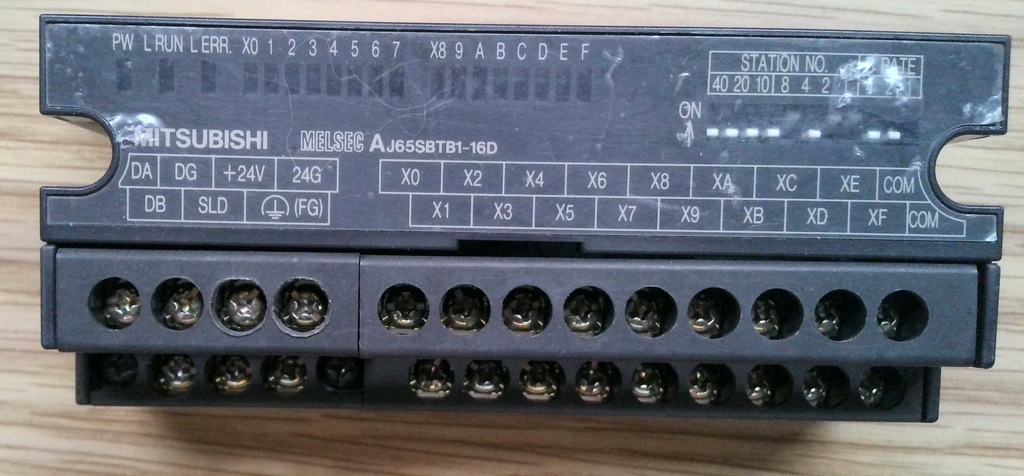 PW L RUN L ERR. X0 1 2 3 4 5 6 7 X8 9 A B C D E F
STATION NO.
40 20 10 8 4 2
ON
MITSUBISHI MELSEC AJ65SBTB1-16D
DA DG +24V 24G X0 X2 X4 X6 X8 XA XC XE COM
DB SLD (FG) X1 X3 X5 X7 X9 XB XD XF COM